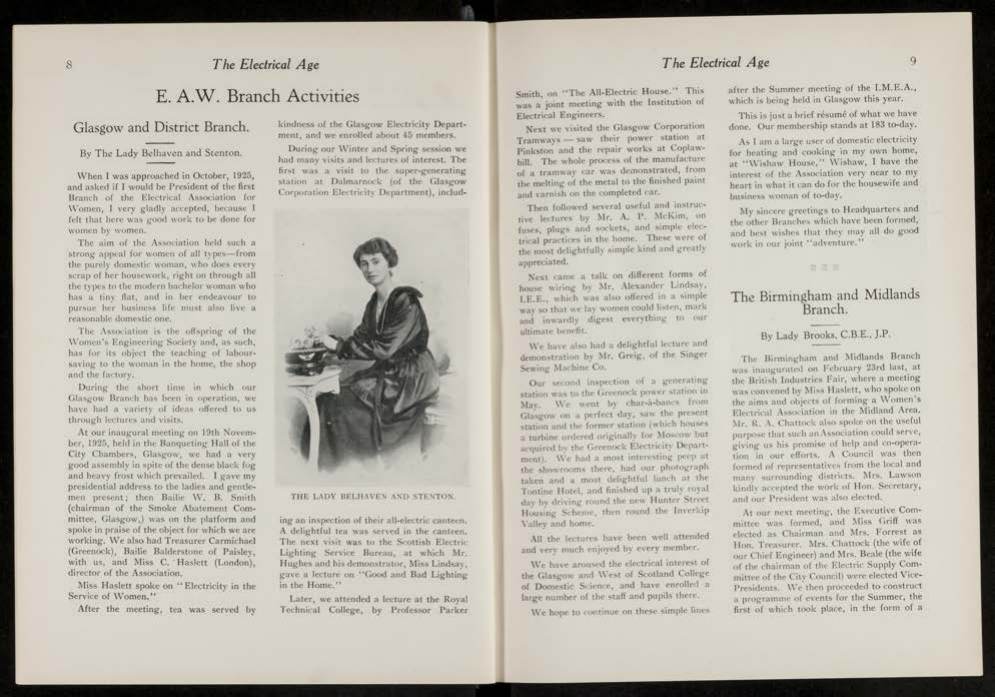 8
The Electrical Age
E. A.W. Branch Activities
Glasgow and District Branch.
By The Lady Belhaven and Stenton.
When I was approached in October, 1925,
and asked if I would be President of the first
Branch of the Electrical Association for
Women, I very gladly accepted, because I
felt that here was good work to be done for
women by women.
The aim of the Association held such a
strong appeal for women of all types—from
the purely domestic woman, who does every
scrap of her housework, right on through all
the types to the modern bachelor woman who
has a tiny flat, and in her endeavour to
pursue her business life must also live a
reasonable domestic one.
The Association is the offspring of the
Women's Engineering Society and, as such,
has for its object the teaching of labour-
saving to the woman in the home, the shop
and the factory.
During the short time in which our
Glasgow Branch has been in operation, we
have had a variety of ideas offered to us
through lectures and visits.
At our inaugural meeting on 19th Novem-
ber, 1925, held in the Banqueting Hall of the
City Chambers, Glasgow, we had a very
good assembly in spite of the dense black fog
and heavy frost which prevailed. I gave my
presidential address to the ladies and gentle-
men present; then Bailie W. B. Smith
(chairman of the Smoke Abatement Com-
mittee, Glasgow,) was on the platform and
spoke in praise of the object for which we are
working. We also had Treasurer Carmichael
(Greenock), Bailie Balderstone of Paisley,
with us, and Miss C. Haslett (London),
director of the Association.
Miss Haslett spoke on "Electricity in the
Service of Women,"
After the meeting, tea was served by
kindness of the Glasgow Electricity Depart-
ment, and we enrolled about 45 members.
During our Winter and Spring session we
had many visits and lectures of interest. The
first was a visit to the super-generating
station at Dalmarnock (of the Glasgow
Corporation Electricity Department), includ-
THE LADY BELHAVEN AND STENTON.
ing an inspection of their all-electric canteen.
A delightful tea was served in the canteen.
The next visit was to the Scottish Electric
Lighting Service Bureau, at which Mr.
Hughes and his demonstrator, Miss Lindsay,
gave a lecture on "Good and Bad Lighting
in the Home."
Later, we attended a lecture at the Royal
Technical College, by Professor Parker
The Electrical Age
9
Smith, on "The All-Electric House." This
was a joint meeting with the Institution of
Electrical Engineers.
Next we visited the Glasgow Corporation
Tramways — saw their power station at
Pinkston and the repair works at Coplaw-
hill. The whole process of the manufacture
of a tramway car was demonstrated, from
the melting of the metal to the finished paint
and varnish on the completed car.
Then followed several useful and instruc-
tive lectures by Mr. A. P. McKim, on
fuses, plugs and sockets, and simple elec-
trical practices in the home. These were of
the most delightfully simple kind and greatly
appreciated.
Next came a talk on different forms of
house wiring by Mr. Alexander Lindsay,
I.E.E., which was also offered in a simple
way so that we lay women could listen, mark
and inwardly digest everything to our
ultimate benefit.
We have also had a delightful lecture and
demonstration by Mr. Greig, of the Singer
Sewing Machine Co.
Our second inspection of a generating
station was to the Greenock power station in
May. We went by char-à-bancs from
Glasgow on a perfect day, saw the present
station and the former station (which houses
a turbine ordered originally for Moscow but
acquired by the Greenock Electricity Depart-
ment). We had a most interesting peep at
the showrooms there, had our photograph
taken and a most delightful lunch at the
Tontine Hotel, and finished up a truly royal
day by driving round the new Hunter Street
Housing Scheme, then round the Inverkip
Valley and home.
All the lectures have been well attended
and very much enjoyed by every member.
We have aroused the electrical interest of
the Glasgow and West of Scotland College
of Domestic Science, and have enrolled a
large number of the staff and pupils there.
We hope to continue on these simple lines
after the Summer meeting of the I.M.E.A.,
which is being held in Glasgow this year.
This is just a brief résumé of what we have
done. Our membership stands at 183 to-day.
As I am a large user of domestic electricity
for heating and cooking in my own home,
at "Wishaw House," Wishaw, I have the
interest of the Association very near to my
heart in what it can do for the housewife and
business woman of to-day.
My sincere greetings to Headquarters and
the other Branches which have been formed,
and best wishes that they may all do good
work in our joint "adventure."
The Birmingham and Midlands
Branch.
By Lady Brooks, C.B.E., J.P.
The Birmingham and Midlands Branch
was inaugurated on February 23rd last, at
the British Industries Fair, where a meeting
was convened by Miss Haslett, who spoke on
the aims and objects of forming a Women's
Electrical Association in the Midland Area.
Mr. R. A. Chattock also spoke on the useful
purpose that such an Association could serve,
giving us his promise of help and co-opera-
tion in our efforts. A Council was then
formed of representatives from the local and
many surrounding districts. Mrs. Lawson
kindly accepted the work of Hon. Secretary,
and our President was also elected.
At our next meeting, the Executive Com-
mittee was formed, and Miss Griff was
elected as Chairman and Mrs. Forrest as
Hon. Treasurer. Mrs. Chattock (the wife of
our Chief Engineer) and Mrs. Beale (the wife
of the chairman of the Electric Supply Com-
mittee of the City Council) were elected Vice-
Presidents. We then proceeded to construct
a programme of events for the Summer, the
first of which took place, in the form of a